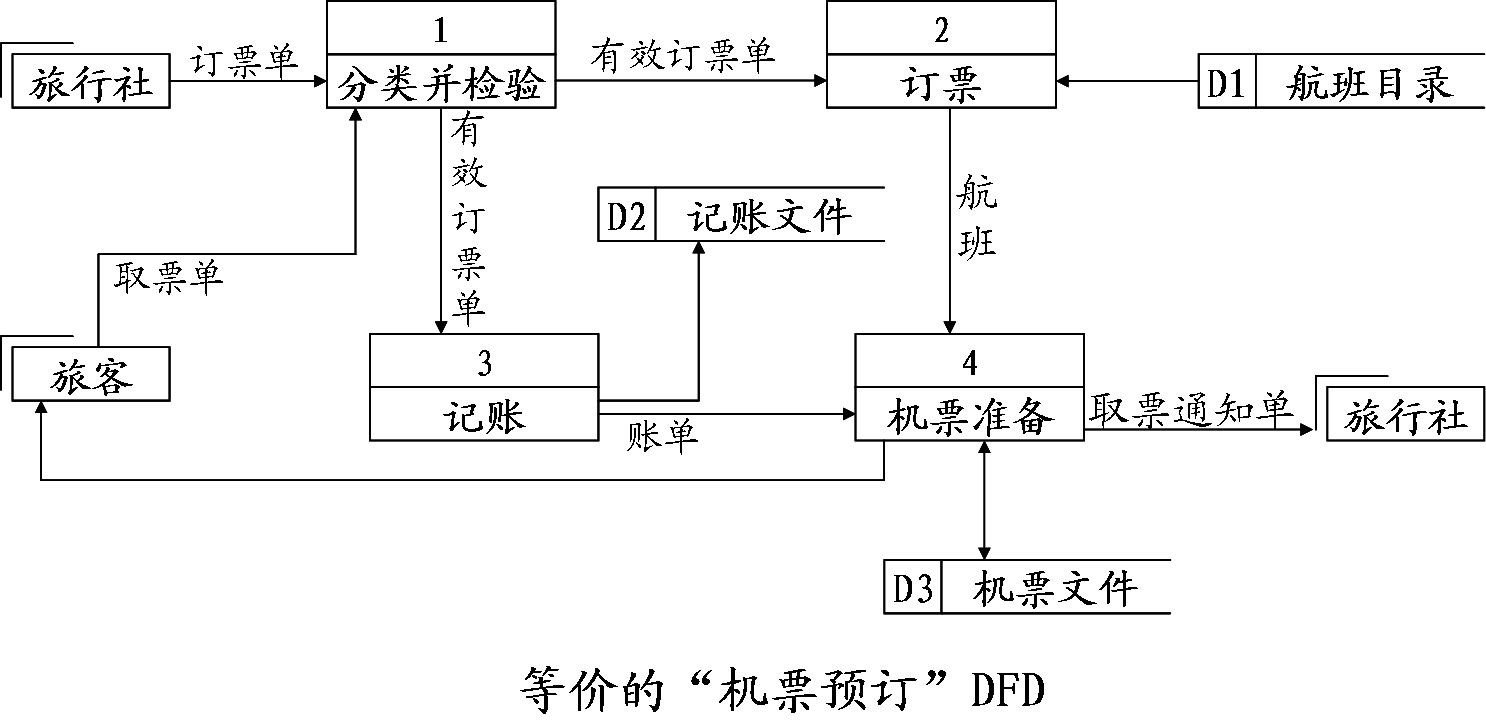 1
2
旅行社
订票单
分类并检验
有效订票单
订票
D1
航班目录
有效订票单
航班
D2
记账文件
取票单
旅客
3
记账
账单
4
机票准备
取票通知单
旅行社
D3
机票文件
等价的“机票预订”DFD